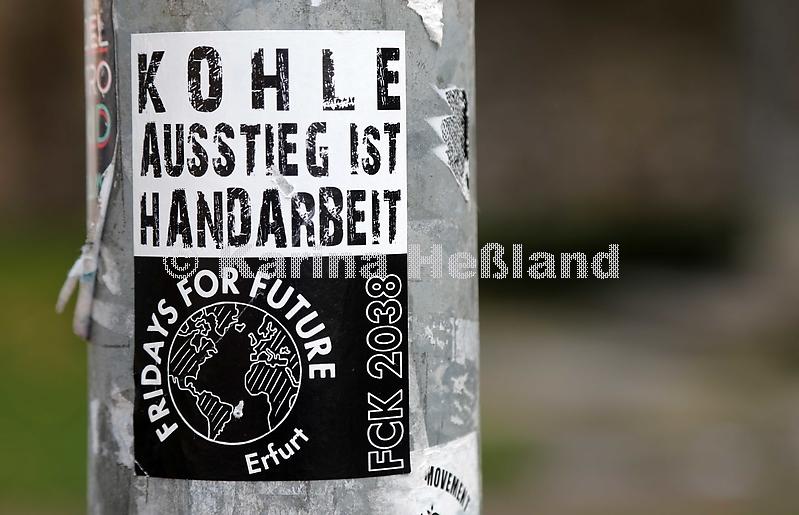 KOHLE
AUSSTIEG IST
HANDARBEIT
© Karina Heßland
FRIDAYS FOR FUTURE
Erfurt
FCK 2038
MOVEMENT